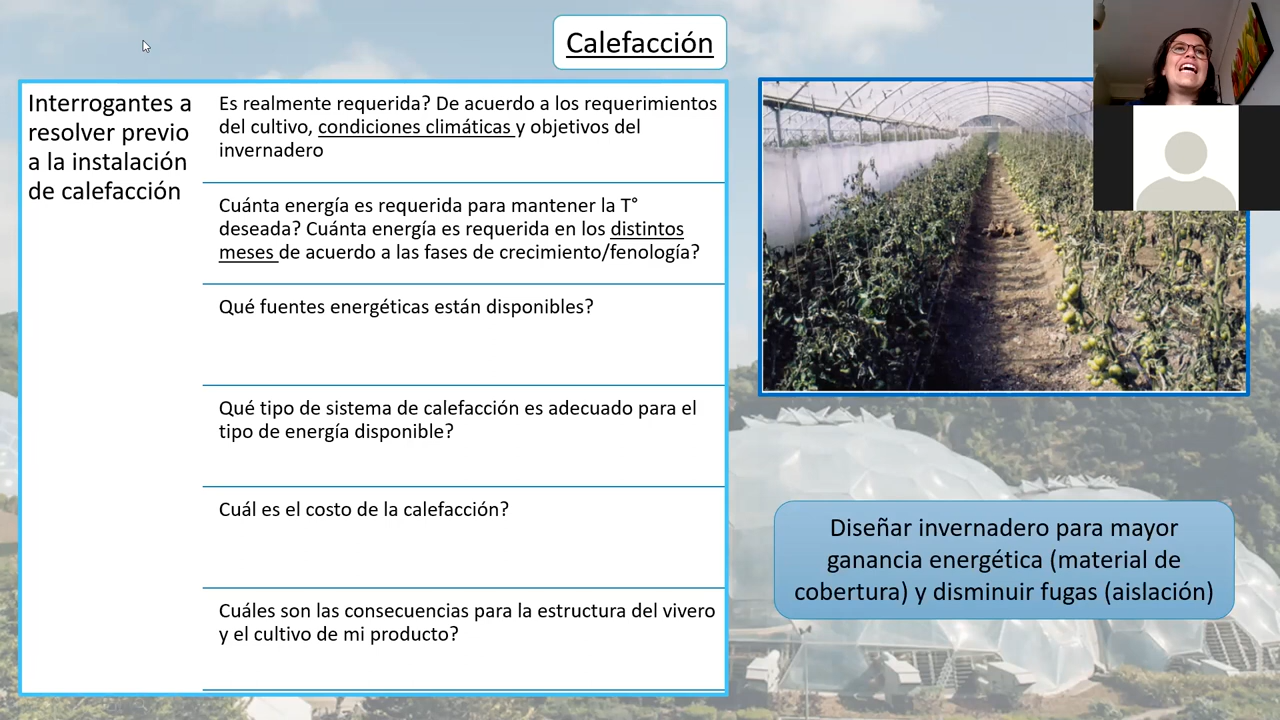 Calefacción
Interrogantes a
resolver previo
a la instalación
de calefacción
Es realmente requerida? De acuerdo a los requerimientos
del cultivo, condiciones climáticas y objetivos del
invernadero
Cuánta energía es requerida para mantener la T°
deseada? Cuánta energía es requerida en los distintos
meses de acuerdo a las fases de crecimiento/fenología?
Qué fuentes energéticas están disponibles?
Qué tipo de sistema de calefacción es adecuado para el
tipo de energía disponible?
Cuál es el costo de la calefacción?
Cuáles son las consecuencias para la estructura del vivero
y el cultivo de mi producto?
Diseñar invernadero para mayor
ganancia energética (material de
cobertura) y disminuir fugas (aislación)